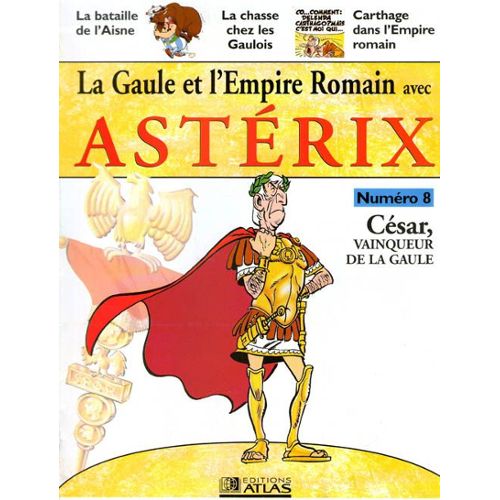 La bataille
de l'Aisne
La chasse
chez les
Gaulois
CO...COMMENT:
DELENDA
CARTHAGO? MAIS
C'EST MOI QUI...
Carthage
dans l'Empire
romain
La Gaule et l'Empire Romain avec
ASTÉRIX
Numéro 8
César,
VAINQUEUR
DE LA GAULE
EDITIONS
ATLAS